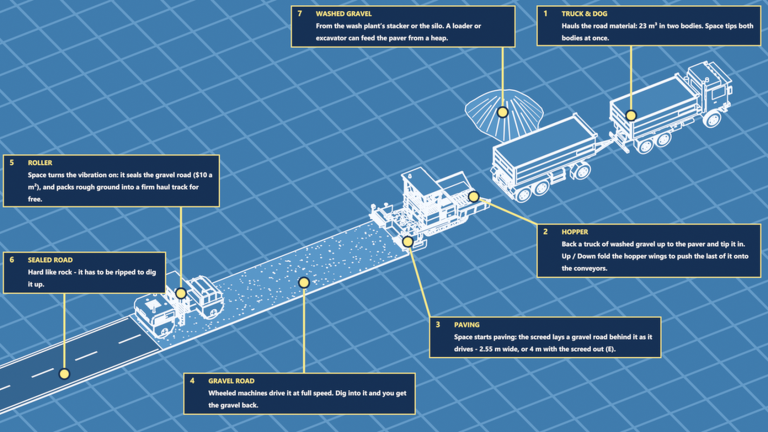 1 TRUCK & DOG
Hauls the road material: 23 m³ in two bodies. Space tips both
bodies at once.
2 HOPPER
Back a truck of washed gravel up to the paver and tip it in.
Up / Down fold the hopper wings to push the last of it onto
the conveyors.
3 PAVING
Space starts paving: the screed lays a gravel road behind it as it
drives - 2.55 m wide, or 4 m with the screed out (E).
4 GRAVEL ROAD
Wheeled machines drive it at full speed. Dig into it and you get
the gravel back.
5 ROLLER
Space turns the vibration on: it seals the gravel road ($10 a
m²), and packs rough ground into a firm haul track for
free.
6 SEALED ROAD
Hard like rock - it has to be ripped to dig
it up.
7 WASHED GRAVEL
From the wash plant's stacker or the silo. A loader or
excavator can feed the paver from a heap.